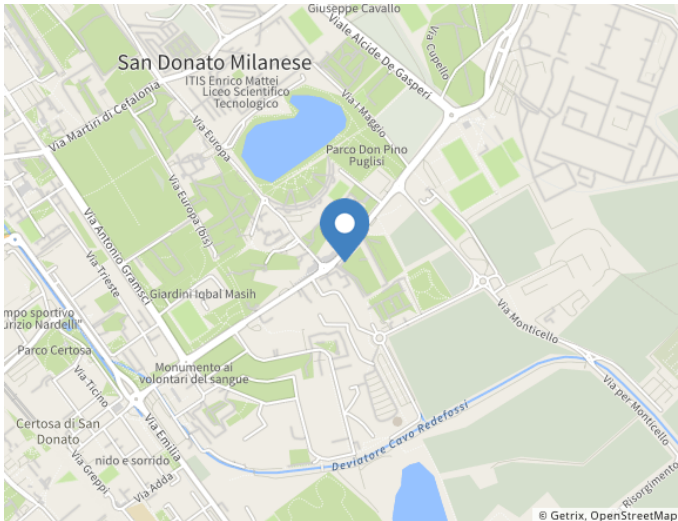 Giuseppe Cavallo
Viale Alcide De Gasperi
Via Cupello
San Donato Milanese
ITIS Enrico Mattei
Liceo Scientifico
Tecnologico
Via I Maggio
Via Martiri di Cefalonia
Via Europa
Parco Don Pino
Puglisi
Via Europa (bis)
Via Antonio Gramsci
Via Trieste
Giardini Iqbal Masih
Via Monticello
mpo sportivo
urizio Nardelli"
Parco Certosa
Monumento ai
volontari del sangue
Via Ticino
Via per Monticello
Deviatore Cavo Redefossi
Certosa di San
Donato
Via Emilia
nido e sorrido
Via Greppi
Via Adda
Risorgimento
© Getrix, OpenStreetMap